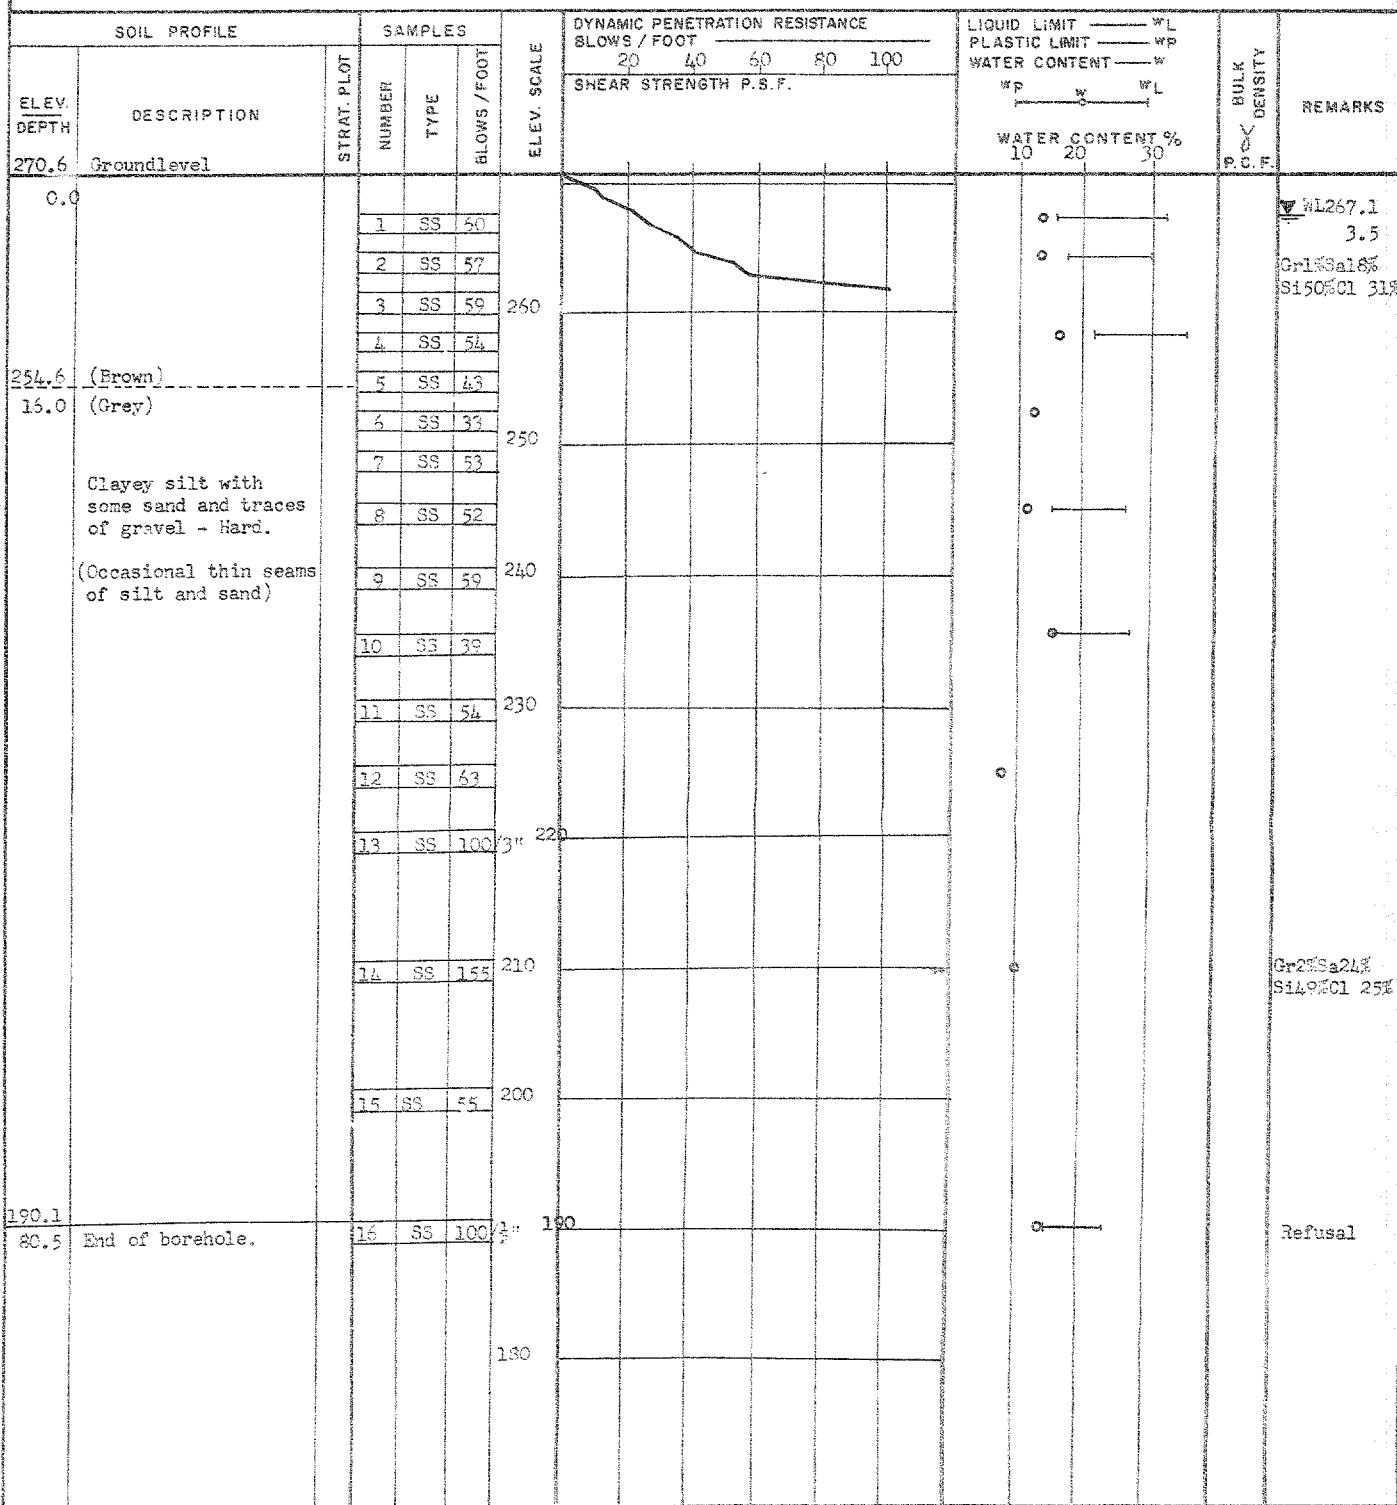 SOIL PROFILE
SAMPLES
ELEV. SCALE
DYNAMIC PENETRATION RESISTANCE
BLOWS / FOOT
20 40 60 80 100
SHEAR STRENGTH P.S.F.
LIQUID LIMIT wL
PLASTIC LIMIT wP
WATER CONTENT w
wP w wL
WATER CONTENT %
10 20 30
BULK DENSITY
γ
P.C.F.
REMARKS
ELEV.
DEPTH
DESCRIPTION
STRAT. PLOT
NUMBER
TYPE
BLOWS / FOOT
270.6 Groundlevel
0.0
WL267.1
3.5
1 SS
2 SS 57
Gr1%Sa18%
Si50%Cl 31%
3 SS 59
260
4 SS 54
254.6 (Brown)
5 SS 43
16.0 (Grey)
6 SS 33
250
7 SS 53
Clayey silt with
some sand and traces
of gravel - Hard.
8 SS 52
(Occasional thin seams
of silt and sand)
9 SS 59
240
10 SS 39
11 SS 54
230
12 SS 63
13 SS 100/3"
220
14 SS 155
210
Gr2%Sa24%
Si49%Cl 25%
15 SS 55
200
190.1
80.5 End of borehole.
16 SS 100/½"
190
Refusal
180